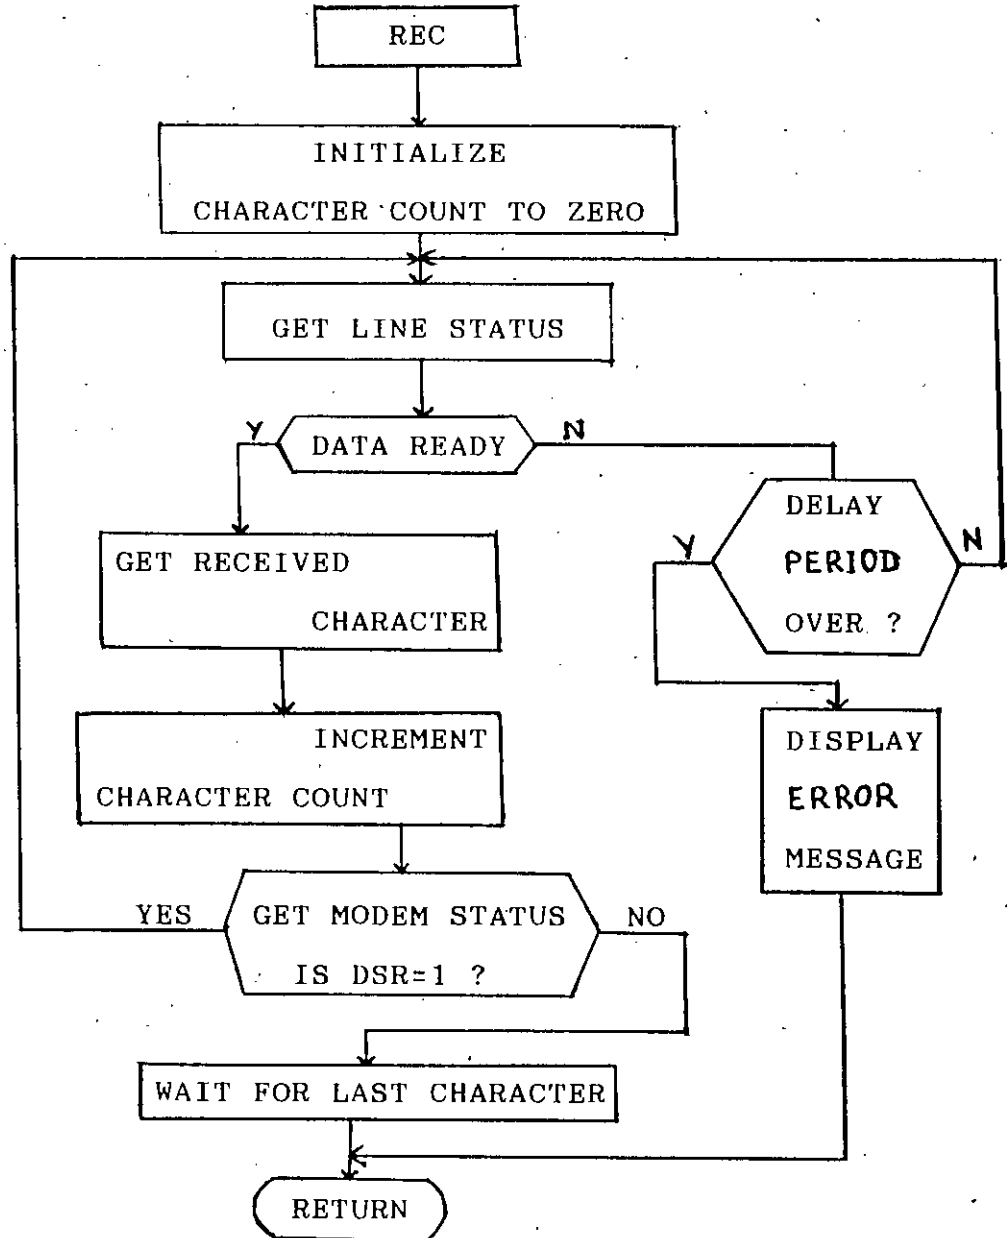 REC
INITIALIZE
CHARACTER COUNT TO ZERO
GET LINE STATUS
Y
DATA READY
N
DELAY
PERIOD
OVER ?
Y
N
GET RECEIVED
CHARACTER
INCREMENT
CHARACTER COUNT
DISPLAY
ERROR
MESSAGE
YES
GET MODEM STATUS
IS DSR=1 ?
NO
WAIT FOR LAST CHARACTER
RETURN